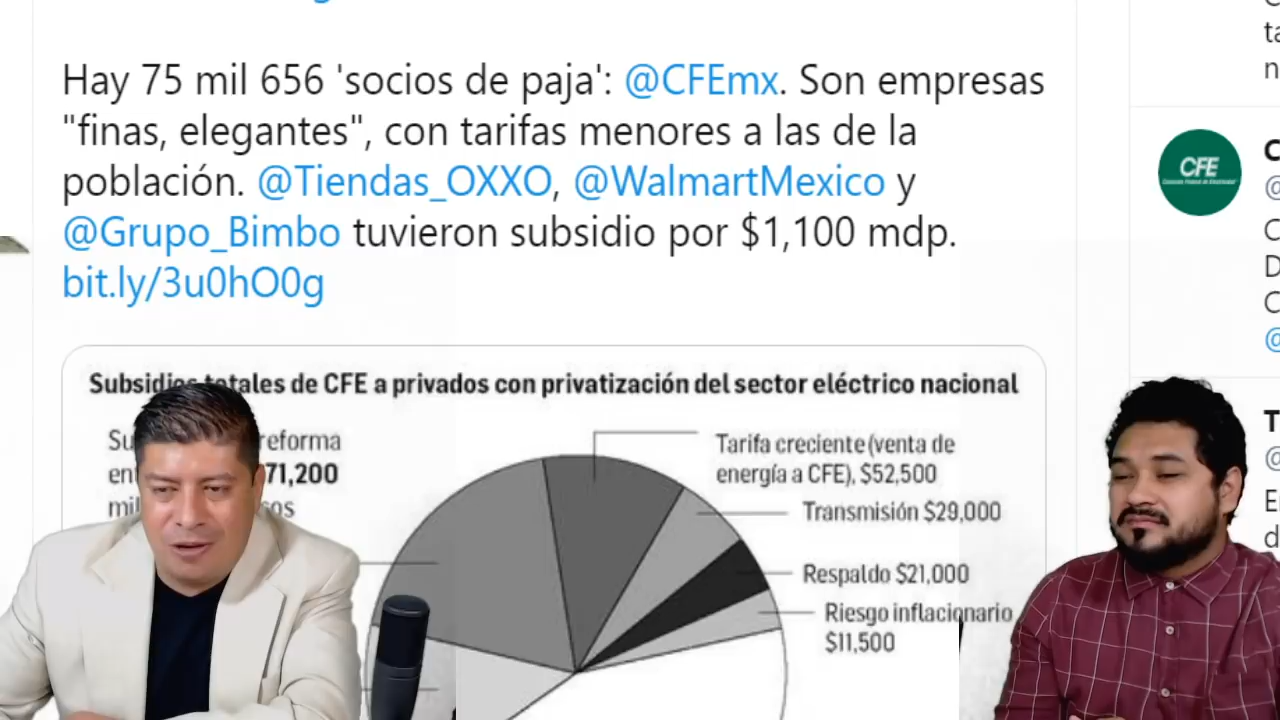 Hay 75 mil 656 'socios de paja': @CFEmx. Son empresas
"finas, elegantes", con tarifas menores a las de la
población. @Tiendas_OXXO, @WalmartMexico y
@Grupo_Bimbo tuvieron subsidio por $1,100 mdp.
bit.ly/3u0hO0g
CFE
Subsidios totales de CFE a privados con privatización del sector eléctrico nacional
reforma
71,200
Tarifa creciente (venta de
energía a CFE), $52,500
Transmisión $29,000
Respaldo $21,000
Riesgo inflacionario
$11,500